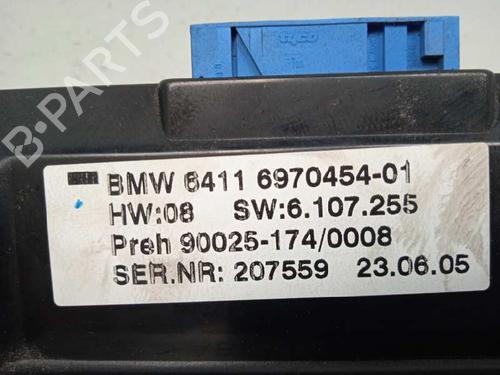 tyco
B-PARTS
BMW 6411 6970454-01
HW:08 SW:6.107.255
Preh 90025-174/0008
SER.NR: 207559 23.06.05